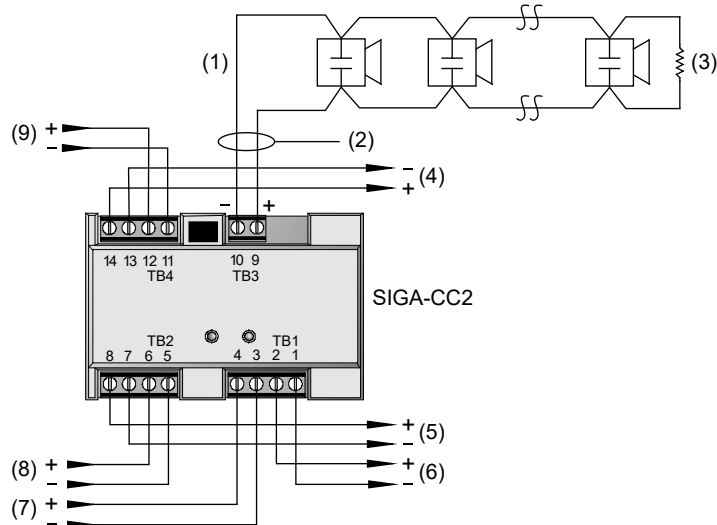 (1)
(3)
(9) +
−
(2)
− (4)
+
− +
14 13 12 11
TB4
10 9
TB3
SIGA-CC2
TB2
8 7 6 5
TB1
4 3 2 1
+ (5)
−
(8) +
−
+ (6)
−
(7) +
−